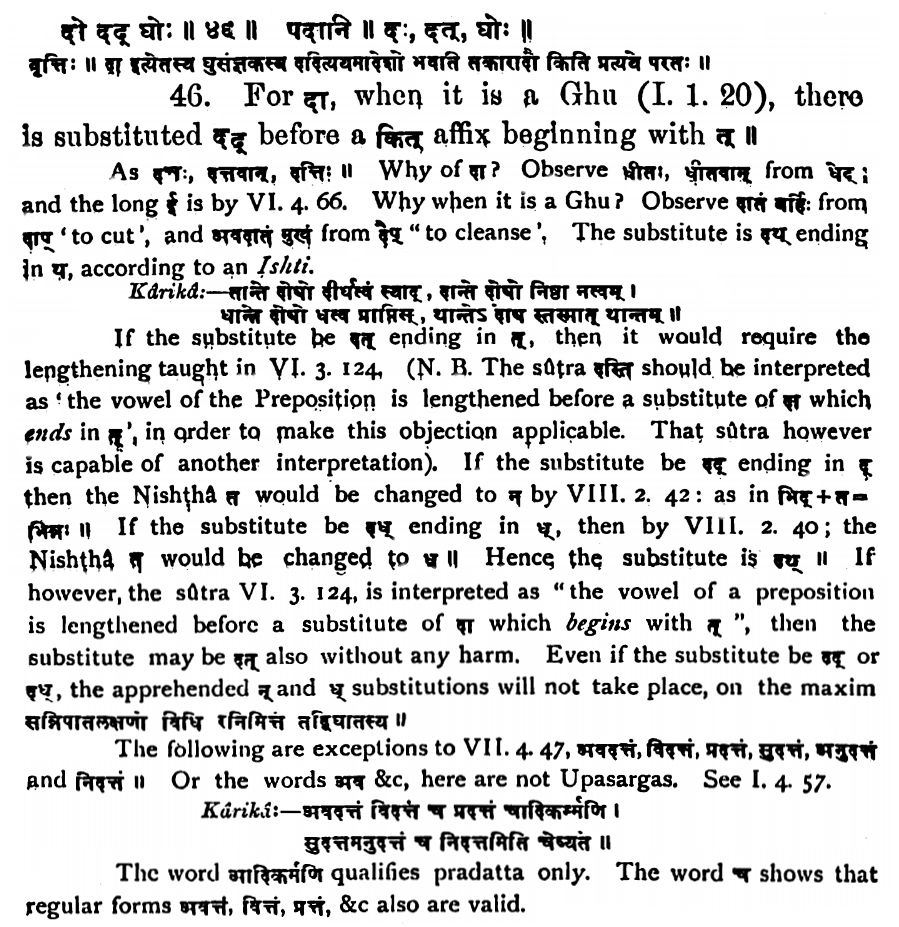 दो दद् घोः ॥ ४६ ॥ पदानि ॥ दः, दत्, घोः ॥
वृत्तिः ॥ दा इत्येतस्य घुसंज्ञकस्य ददित्ययमादेशो भवति तकारादौ किति प्रत्यये परतः ॥
46. For दा, when it is a Ghu (I. 1. 20), there
is substituted दद् before a कित् affix beginning with त् ॥
As दत्तः, दत्तवान्, दत्तिः ॥ Why of दा? Observe धीतः, धीतवान् from धेट्;
and the long ई is by VI. 4. 66. Why when it is a Ghu? Observe दातं बर्हिः from
दाप् ‘to cut’, and अवदातं मुखं from दैप् “to cleanse’. The substitute is दथ् ending
in थ, according to an Ishti.
Kârikâ:—तान्ते दोषो दीर्घत्वं स्याद्, दान्ते दोषो निष्ठा नत्वम् ।
धान्ते दोषो धत्व प्राप्तिस्, थान्तेऽ दोष स्तस्मात् थान्तम् ॥
If the substitute be दत् ending in त्, then it would require the
lengthening taught in VI. 3. 124, (N. B. The sûtra दस्ति should be interpreted
as ‘the vowel of the Preposition is lengthened before a substitute of दा which
ends in त्’, in order to make this objection applicable. That sûtra however
is capable of another interpretation). If the substitute be दद् ending in द्
then the Nishṭhâ त would be changed to न by VIII. 2. 42: as in भिद्+त=
भिन्नः ॥ If the substitute be दध् ending in ध्, then by VIII. 2. 40; the
Nishṭhâ त would be changed to ध ॥ Hence the substitute is दथ् ॥ If
however, the sûtra VI. 3. 124, is interpreted as “the vowel of a preposition
is lengthened before a substitute of दा which begins with त्”, then the
substitute may be दत् also without any harm. Even if the substitute be दद् or
दध्, the apprehended न् and ध् substitutions will not take place, on the maxim
सन्निपातलक्षणो विधि रनिमित्तं तद्विघातस्य ॥
The following are exceptions to VII. 4. 47, अवदत्तं, विदत्तं, प्रदत्तं, सुदत्तं, अनुदत्तं
and निदत्तं ॥ Or the words अव &c, here are not Upasargas. See I. 4. 57.
Kârikâ:—अवदत्तं विदत्तं च प्रदत्तं चादिकर्म्मणि ।
सुदत्तमनुदत्तं च निदत्तमिति चेष्यते ॥
The word आदिकर्मणि qualifies pradatta only. The word च shows that
regular forms अवत्तं, वित्तं, प्रत्तं, &c also are valid.